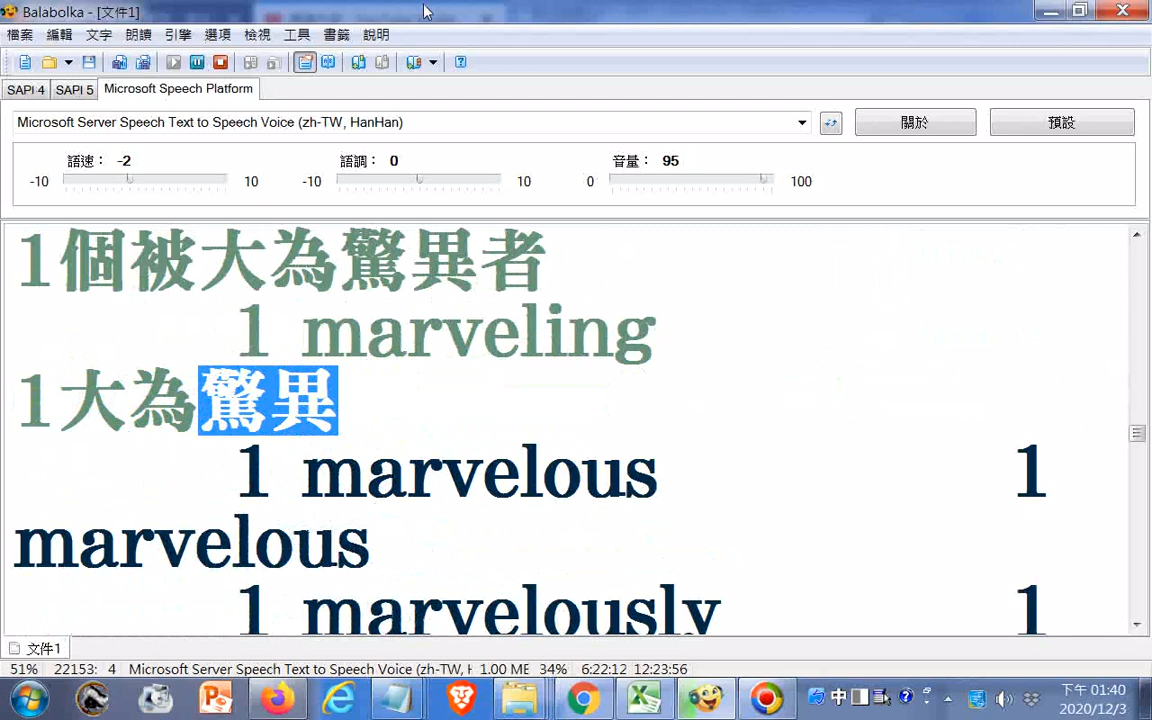 Balabolka - [文件1]
檔案 編輯 文字 朗讀 引擎 選項 檢視 工具 書籤 說明
SAPI 4 SAPI 5 Microsoft Speech Platform
Microsoft Server Speech Text to Speech Voice (zh-TW, HanHan) 關於 預設
語速： -2 語調： 0 音量： 95
-10 10 -10 10 0 100
1個被大為驚異者
1 marveling
1大為驚異
1 marvelous 1
marvelous
1 marvelously 1
文件1
51% 22153: 4 Microsoft Server Speech Text to Speech Voice (zh-TW, H 1.00 ME 34% 6:22:12 12:23:56
中 下午 01:40
2020/12/3